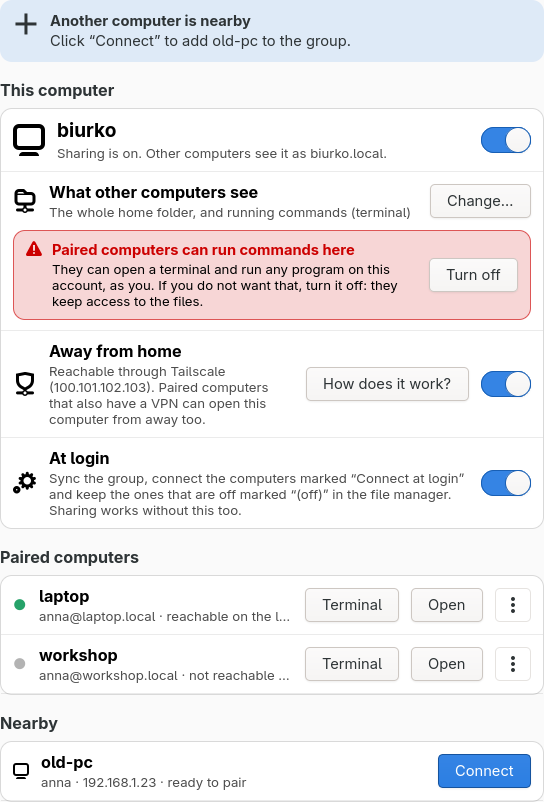 Another computer is nearby
Click “Connect” to add old-pc to the group.
This computer
biurko
Sharing is on. Other computers see it as biurko.local.
What other computers see
The whole home folder, and running commands (terminal)
Change...
Paired computers can run commands here
They can open a terminal and run any program on this
account, as you. If you do not want that, turn it off: they
keep access to the files.
Turn off
Away from home
Reachable through Tailscale
(100.101.102.103). Paired computers
that also have a VPN can open this
computer from away too.
How does it work?
At login
Sync the group, connect the computers marked “Connect at login”
and keep the ones that are off marked “(off)” in the file manager.
Sharing works without this too.
Paired computers
laptop
anna@laptop.local · reachable on the l...
Terminal
Open
workshop
anna@workshop.local · not reachable ...
Terminal
Open
Nearby
old-pc
anna · 192.168.1.23 · ready to pair
Connect